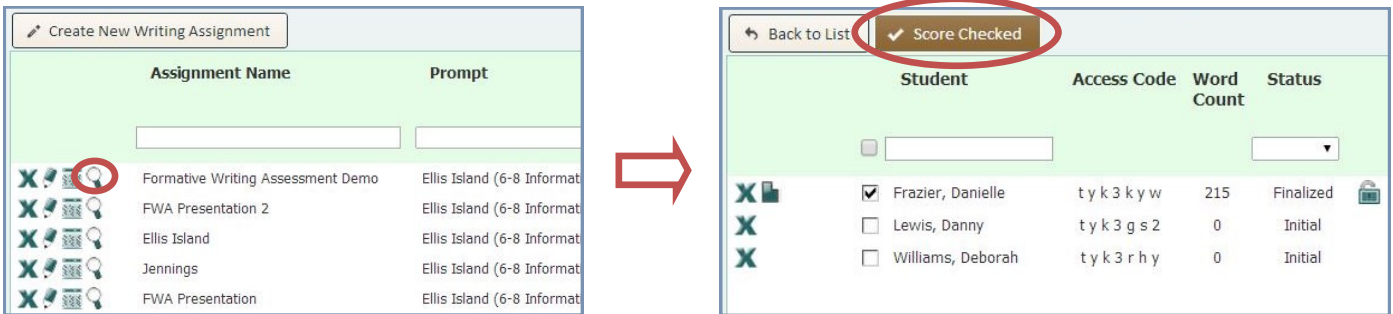 Create New Writing Assignment
Assignment Name Prompt
Formative Writing Assessment Demo Ellis Island (6-8 Informat
FWA Presentation 2 Ellis Island (6-8 Informat
Ellis Island Ellis Island (6-8 Informat
Jennings Ellis Island (6-8 Informat
FWA Presentation Ellis Island (6-8 Informat
Back to List Score Checked
Student Access Code Word Count Status
Frazier, Danielle t y k 3 k y w 215 Finalized
Lewis, Danny t y k 3 g s 2 0 Initial
Williams, Deborah t y k 3 r h y 0 Initial